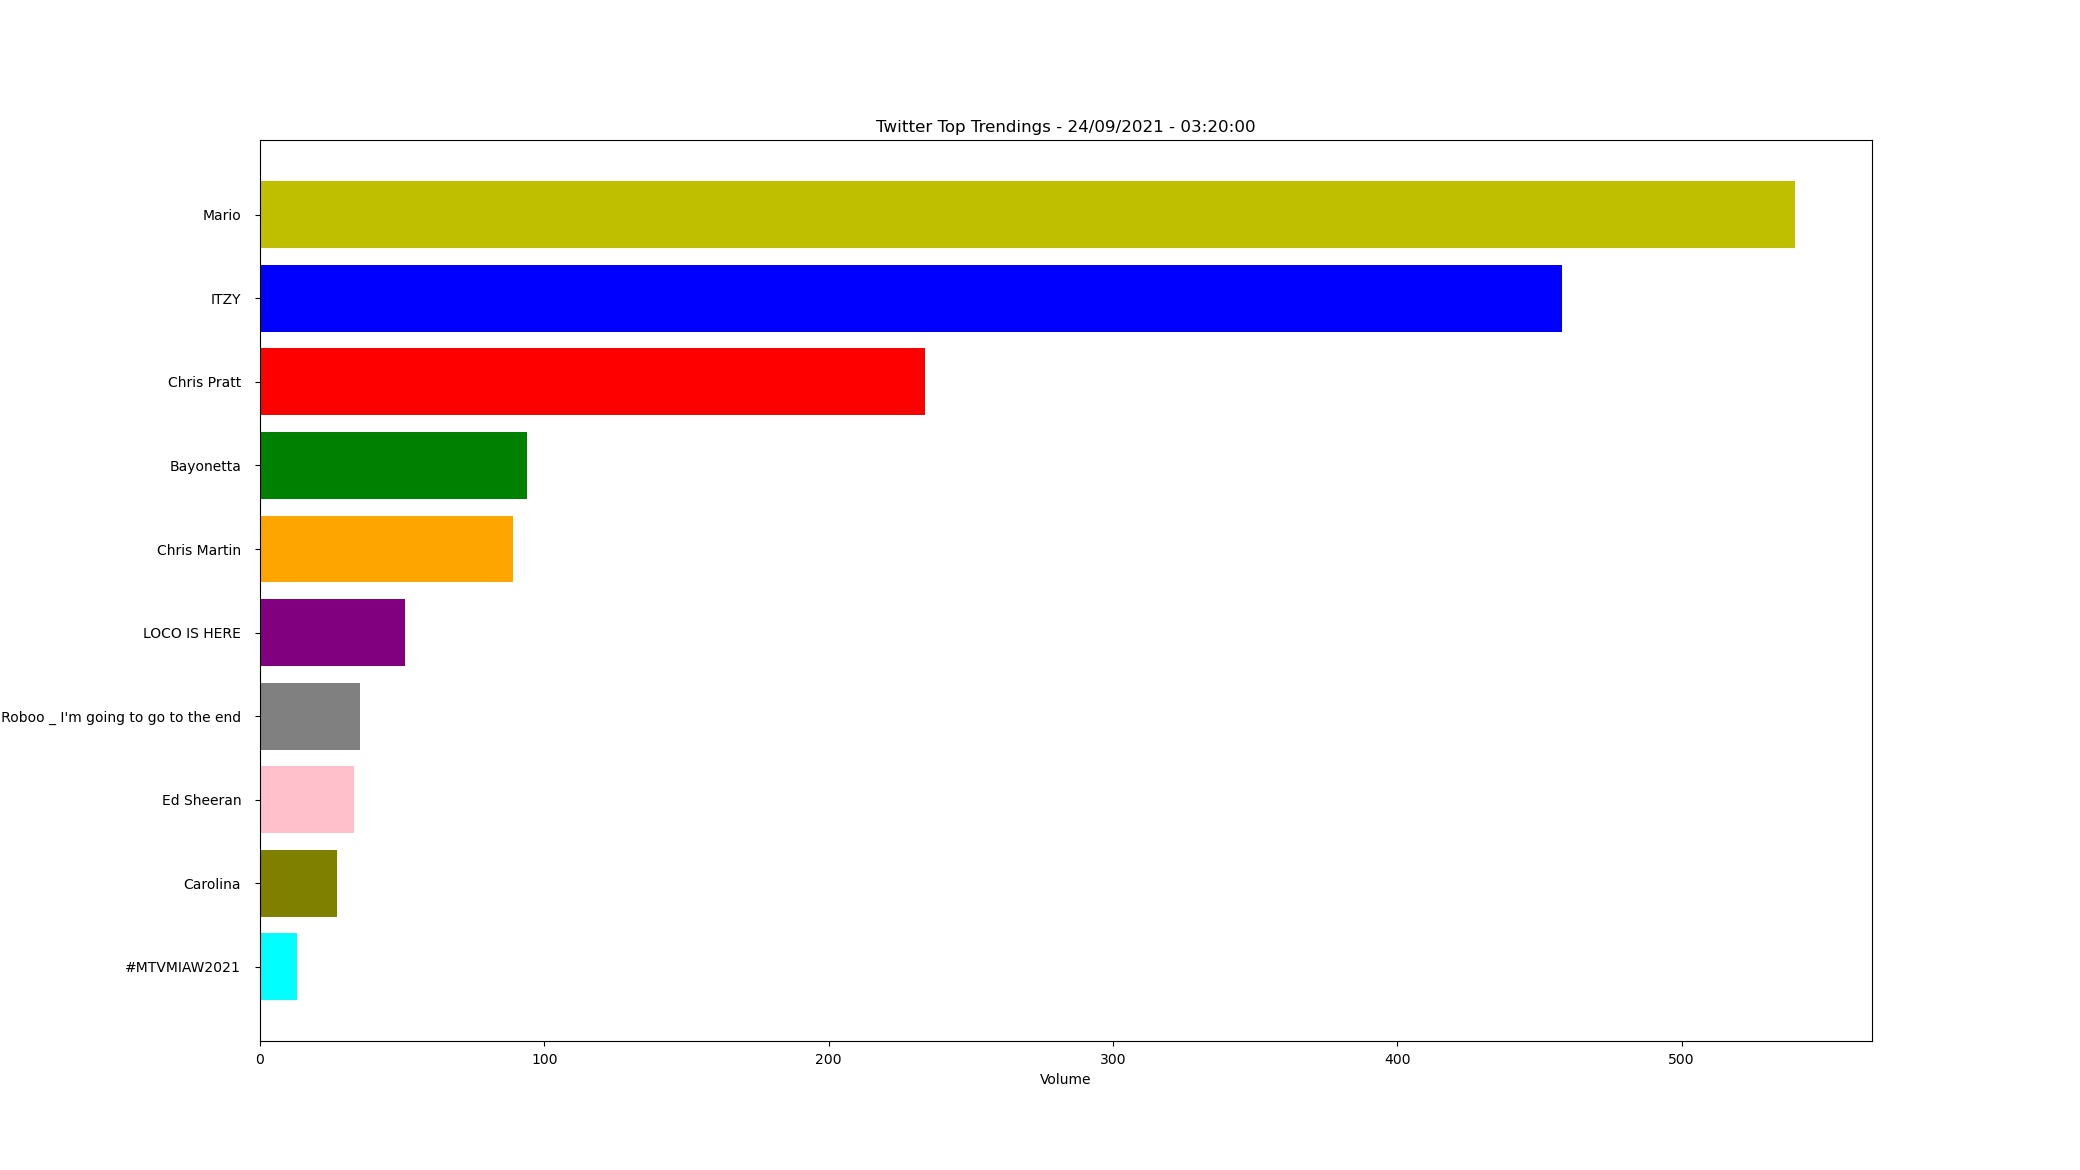 Twitter Top Trendings - 24/09/2021 - 03:20:00
Mario
ITZY
Chris Pratt
Bayonetta
Chris Martin
LOCO IS HERE
Roboo _ I'm going to go to the end
Ed Sheeran
Carolina
#MTVMIAW2021
0 100 200 300 400 500
Volume